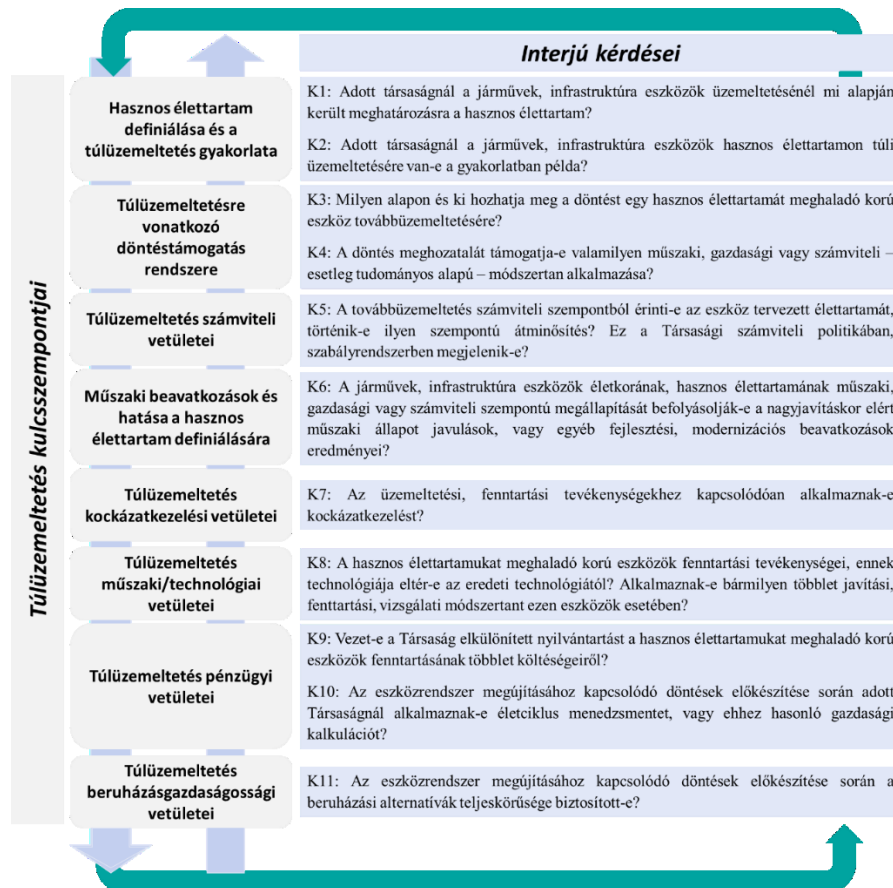 Interjú kérdései
Túlüzemeltetés kulcsszempontjai
Hasznos élettartam
definiálása és a
túlüzemeltetés gyakorlata
K1: Adott társaságnál a járművek, infrastruktúra eszközök üzemeltetésénél mi alapján
került meghatározásra a hasznos élettartam?
K2: Adott társaságnál a járművek, infrastruktúra eszközök hasznos élettartamon túli
üzemeltetésére van-e a gyakorlatban példa?
Túlüzemeltetésre
vonatkozó
döntéstámogatás
rendszere
K3: Milyen alapon és ki hozhatja meg a döntést egy hasznos élettartamát meghaladó korú
eszköz továbbüzemeltetésére?
K4: A döntés meghozatalát támogatja-e valamilyen műszaki, gazdasági vagy számviteli –
esetleg tudományos alapú – módszertan alkalmazása?
Túlüzemeltetés számviteli
vetületei
K5: A továbbüzemeltetés számviteli szempontból érinti-e az eszköz tervezett élettartamát,
történik-e ilyen szempontú átminősítés? Ez a Társasági számviteli politikában,
szabályrendszerben megjelenik-e?
Műszaki beavatkozások és
hatása a hasznos
élettartam definiálására
K6: A járművek, infrastruktúra eszközök életkorának, hasznos élettartamának műszaki,
gazdasági vagy számviteli szempontú megállapítását befolyásolják-e a nagyjavításkor elért
műszaki állapot javulások, vagy egyéb fejlesztési, modernizációs beavatkozások
eredményei?
Túlüzemeltetés
kockázatkezelési vetületei
K7: Az üzemeltetési, fenntartási tevékenységekhez kapcsolódóan alkalmaznak-e
kockázatkezelést?
Túlüzemeltetés
műszaki/technológiai
vetületei
K8: A hasznos élettartamukat meghaladó korú eszközök fenntartási tevékenységei, ennek
technológiája eltér-e az eredeti technológiától? Alkalmaznak-e bármilyen többlet javítási,
fenttartási, vizsgálati módszertant ezen eszközök esetében?
Túlüzemeltetés pénzügyi
vetületei
K9: Vezet-e a Társaság elkülönített nyilvántartást a hasznos élettartamukat meghaladó korú
eszközök fenntartásának többlet költségeiről?
K10: Az eszközrendszer megújításához kapcsolódó döntések előkészítése során adott
Társaságnál alkalmaznak-e életciklus menedzsmentet, vagy ehhez hasonló gazdasági
kalkulációt?
Túlüzemeltetés
beruházásgazdaságossági
vetületei
K11: Az eszközrendszer megújításához kapcsolódó döntések előkészítése során a
beruházási alternatívák teljeskörűsége biztosított-e?